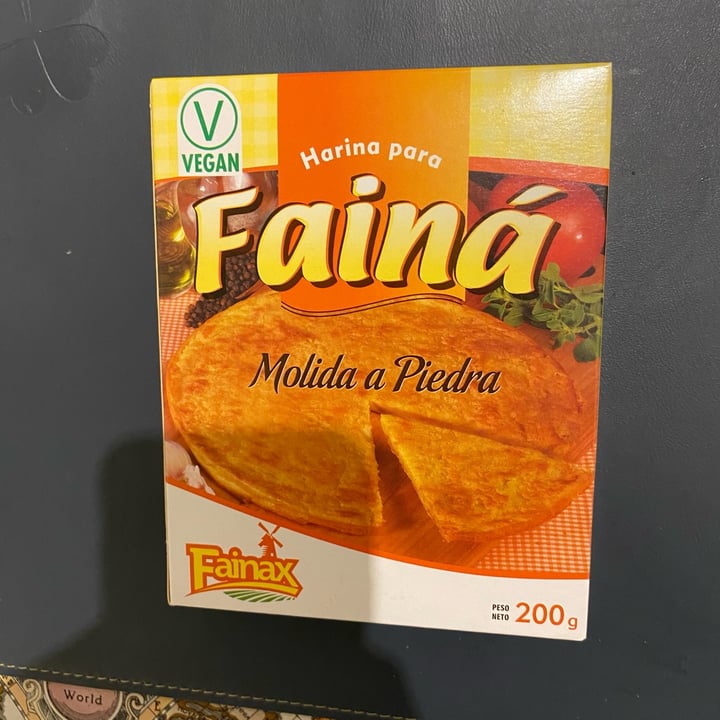 V
VEGAN
Harina para
Fainá
Molida a Piedra
Fainax
PESO NETO 200g
World